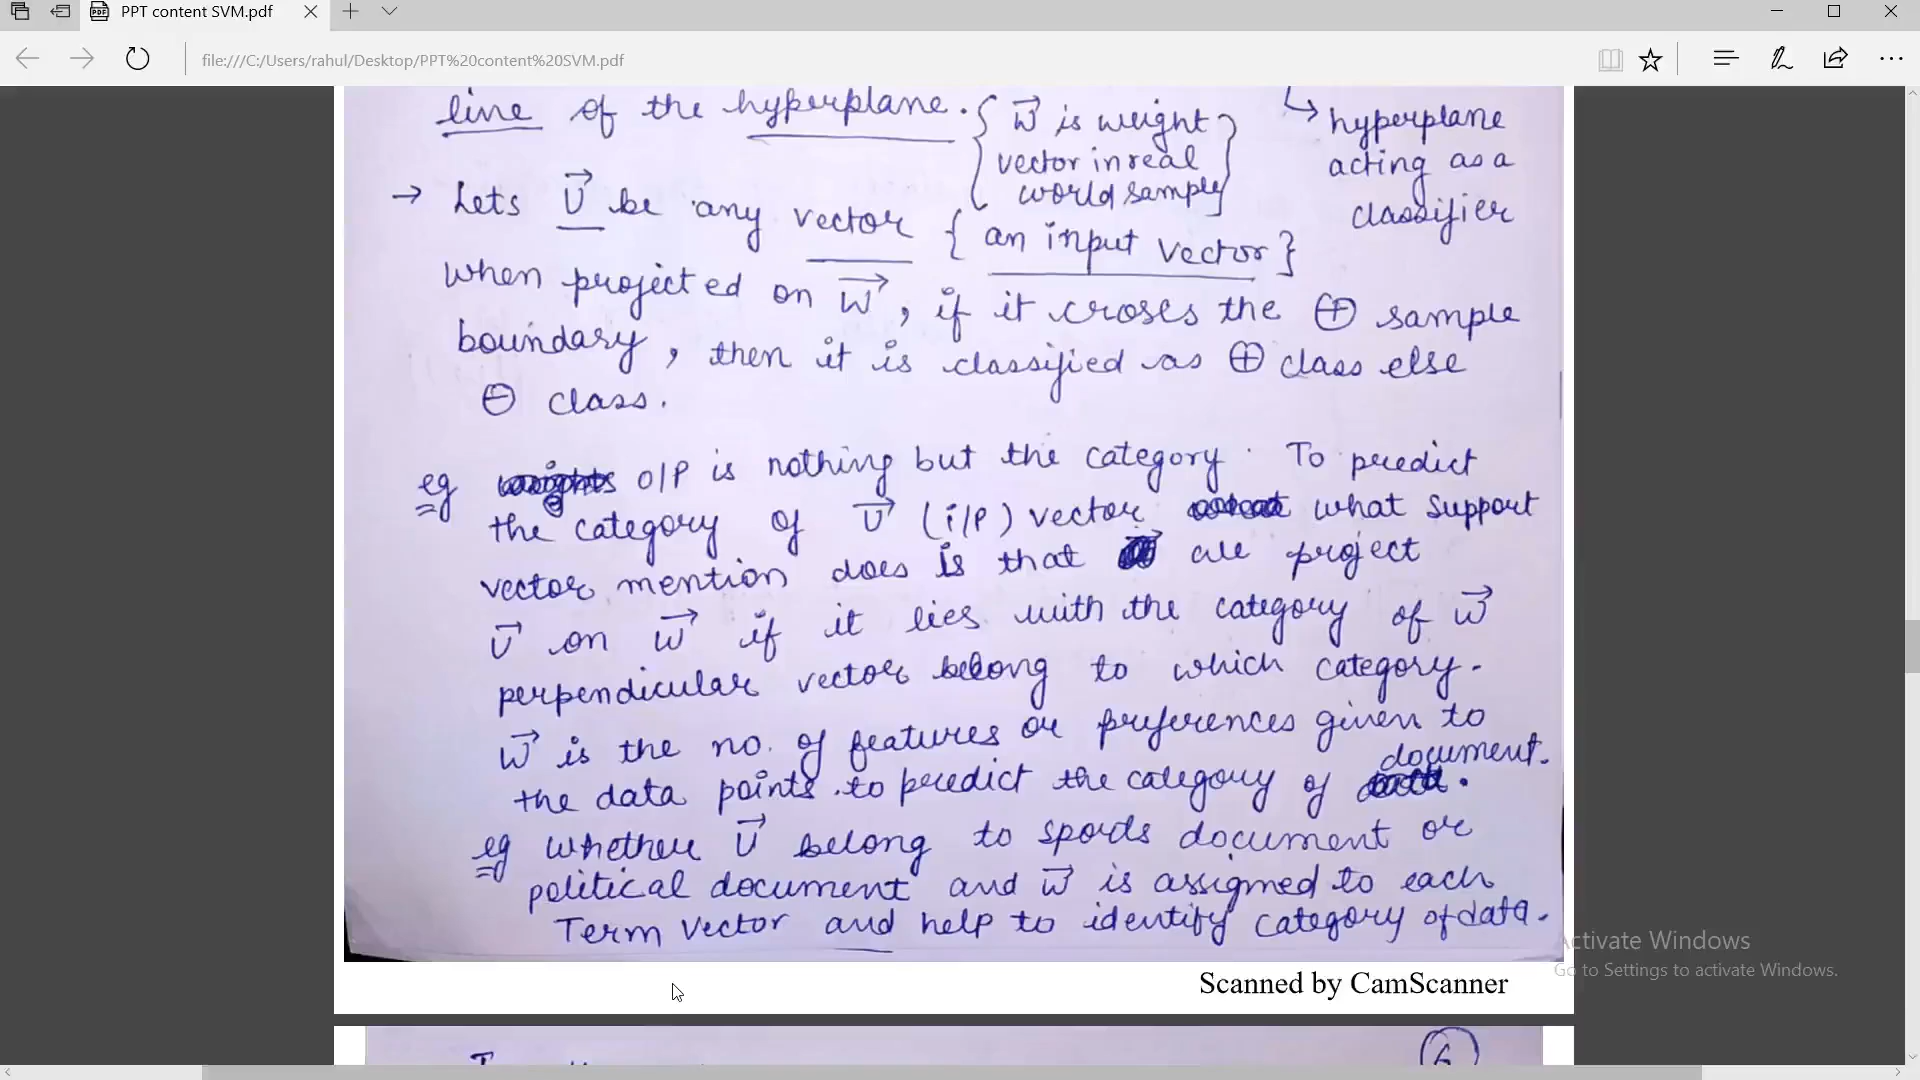 PPT content SVM.pdf
file:///C:/Users/rahul/Desktop/PPT%20content%20SVM.pdf
line of the hyperplane. { W is weight
vector in real
world sample }
↳ hyperplane
acting as a
classifier
→ Lets U be any vector { an input vector }
when projected on W, if it croses the ⊕ sample
boundary, then it is classified as ⊕ class else
⊖ class.
eg O/P is nothing but the category. To predict
the category of U (i/P) vector what support
vector mention does is that we project
U on W if it lies with the category of W
perpendicular vector belong to which category.
W is the no. of features or preferences given to
the data points to predict the category of document.
eg whether U belong to sports document or
political document and W is assigned to each
Term vector and help to identify category of data.
Scanned by CamScanner
Activate Windows
Go to Settings to activate Windows.
6